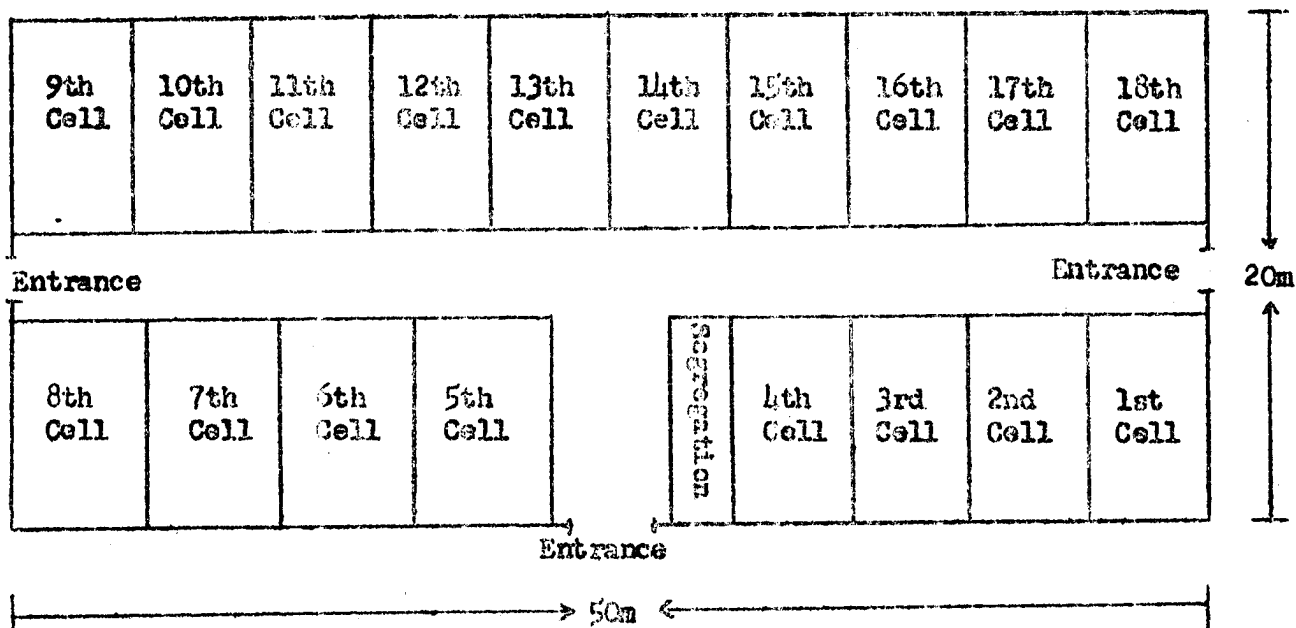 9th
Cell
10th
Cell
11th
Cell
12th
Cell
13th
Cell
14th
Cell
15th
Cell
16th
Cell
17th
Cell
18th
Cell
Entrance
Entrance
20m
8th
Cell
7th
Cell
6th
Cell
5th
Cell
Segregation
4th
Cell
3rd
Cell
2nd
Cell
1st
Cell
Entrance
50m